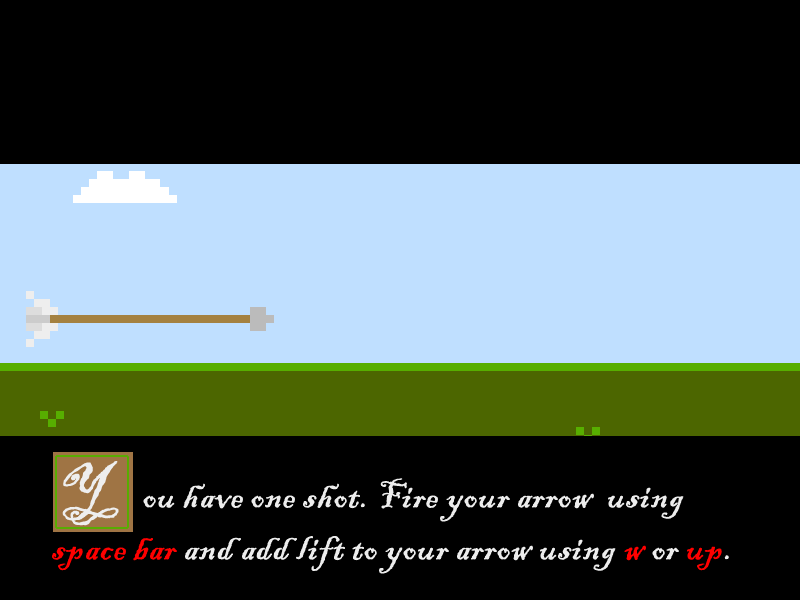 You have one shot. Fire your arrow using
space bar and add lift to your arrow using w or up.